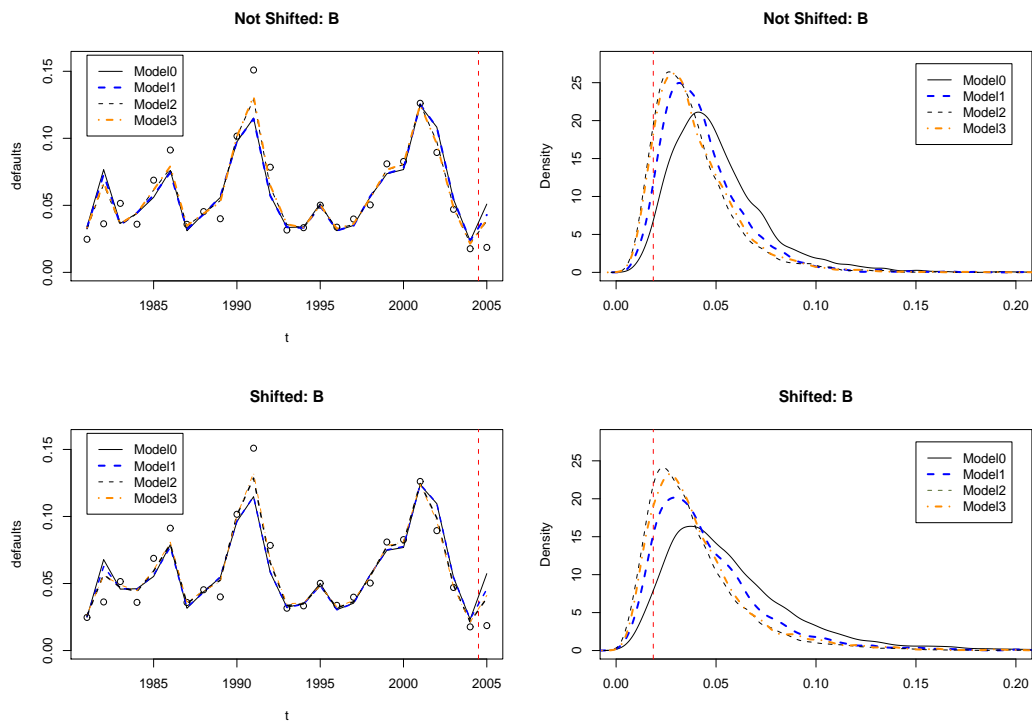 Not Shifted: B
defaults
0.00
0.05
0.10
0.15
Model0
Model1
Model2
Model3
1985
1990
1995
2000
2005
t
Not Shifted: B
Density
0
5
10
15
20
25
Model0
Model1
Model2
Model3
0.00
0.05
0.10
0.15
0.20
Shifted: B
defaults
0.00
0.05
0.10
0.15
Model0
Model1
Model2
Model3
1985
1990
1995
2000
2005
t
Shifted: B
Density
0
5
10
15
20
25
Model0
Model1
Model2
Model3
0.00
0.05
0.10
0.15
0.20